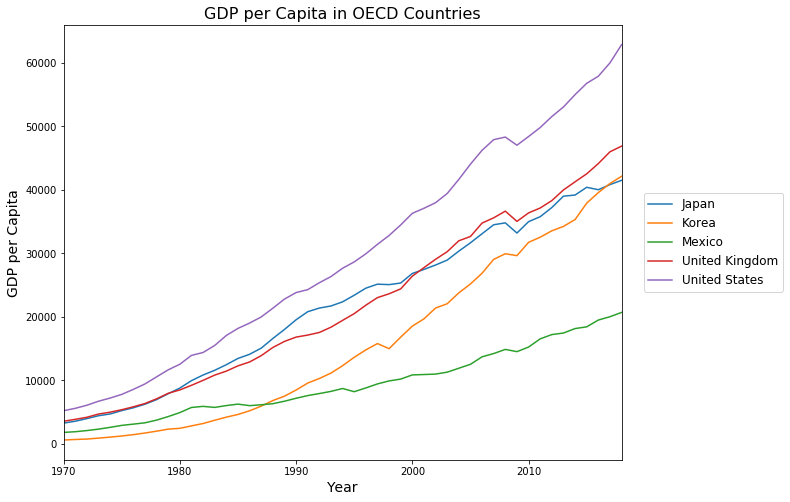 GDP per Capita in OECD Countries
GDP per Capita
60000
50000
40000
30000
20000
10000
0
1970
1980
1990
2000
2010
Year
Japan
Korea
Mexico
United Kingdom
United States